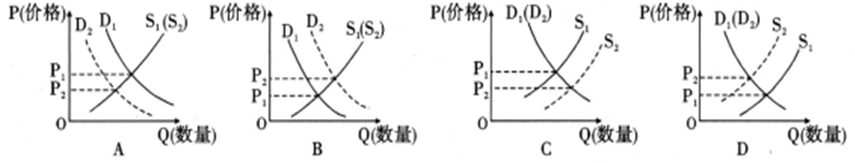 P(价格) D₂ D₁ S₁(S₂)
P₁
P₂
O Q(数量)
A
P(价格) D₁ D₂ S₁(S₂)
P₂
P₁
O Q(数量)
B
P(价格) D₁(D₂) S₁
S₂
P₁
P₂
O Q(数量)
C
P(价格) D₁(D₂) S₂
S₁
P₂
P₁
O Q(数量)
D